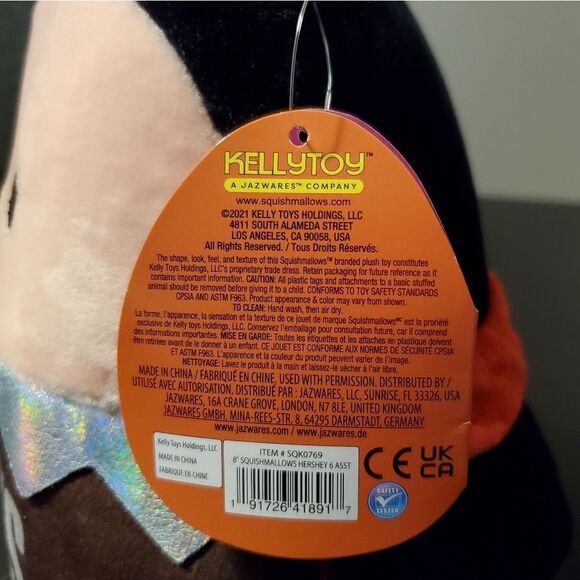 KELLYTOY™
A JAZWARES™ COMPANY
www.squishmallows.com
©2021 KELLY TOYS HOLDINGS, LLC
4811 SOUTH ALAMEDA STREET
LOS ANGELES, CA 90058, USA
All Rights Reserved. / Tous Droits Réservés.
The shape, look, feel, and texture of this Squishmallows™ branded plush toy constitutes
Kelly Toys Holdings, LLC's proprietary trade dress. Retain packaging for future reference as it
contains important information. CAUTION: All plastic tags and attachments to a basic stuffed
animal should be removed before giving it to a child. CONFORMS TO TOY SAFETY STANDARDS
CPSIA AND ASTM F963. Product appearance & color may vary from shown.
TO CLEAN: Hand wash, then air dry.
La forme, l'apparence, la sensation et la texture de ce jouet de marque Squishmallowsᴹᶜ est la propriété
exclusive de Kelly Toys Holdings, LLC. Conservez l'emballage pour consultation future, car il comprend
des informations importantes. MISE EN GARDE: Toutes les étiquettes et les attaches en plastique doivent
être retirées avant de le donner à un enfant. CE JOUET EST CONFORME AUX NORMES DE SÉCURITÉ CPSIA
ET ASTM F963. L'apparence et la couleur du produit peuvent varier de l'image.
NETTOYAGE: Lavez le produit à la main et laissez-le sécher à l'air libre.
MADE IN CHINA / FABRIQUÉ EN CHINE, USED WITH PERMISSION. DISTRIBUTED BY /
UTILISÉ AVEC AUTORISATION. DISTRIBUÉ PAR : JAZWARES, LLC, SUNRISE, FL 33326, USA
JAZWARES, 16A CRANE GROVE, LONDON, N7 8LE, UNITED KINGDOM
JAZWARES GMBH, MINA-REES-STR. 8, 64295 DARMSTADT, GERMANY
www.jazwares.com / www.jazwares.de
Kelly Toys Holdings, LLC
MADE IN CHINA
FABRIQUÉ EN CHINE
ITEM # SQK0769
8" SQUISHMALLOWS HERSHEY 6 ASST
1 91726 41891 7
CE UK
CA
SAFETY
TESTED